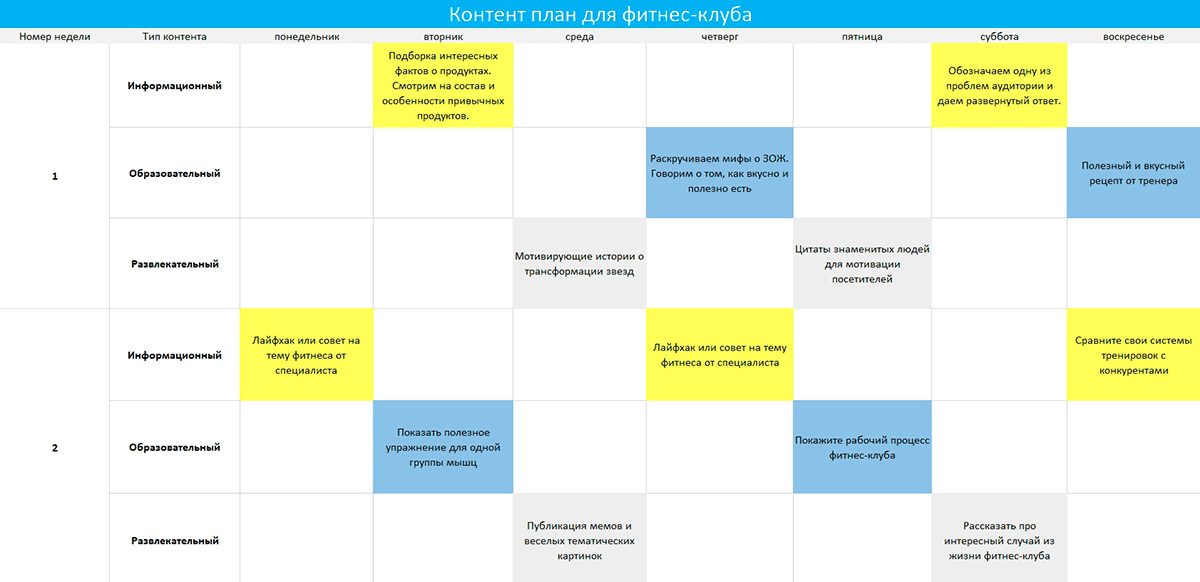 Контент план для фитнес-клуба
Номер недели Тип контента понедельник вторник среда четверг пятница суббота воскресенье
1
Информационный
Подборка интересных
фактов о продуктах.
Смотрим на состав и
особенности привычных
продуктов.
Обозначаем одну из
проблем аудитории и
даем развернутый ответ.
Образовательный
Раскручиваем мифы о ЗОЖ.
Говорим о том, как вкусно и
полезно есть
Полезный и вкусный
рецепт от тренера
Развлекательный
Мотивирующие истории о
трансформации звезд
Цитаты знаменитых людей
для мотивации
посетителей
2
Информационный
Лайфхак или совет на
тему фитнеса от
специалиста
Лайфхак или совет на тему
фитнеса от специалиста
Сравните свои системы
тренировок с
конкурентами
Образовательный
Показать полезное
упражнение для одной
группы мышц
Покажите рабочий процесс
фитнес-клуба
Развлекательный
Публикация мемов и
веселых тематических
картинок
Рассказать про
интересный случай из
жизни фитнес-клуба